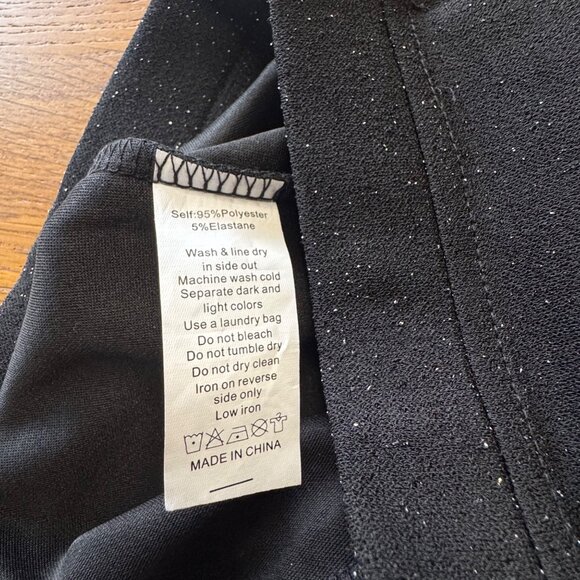 Self:95%Polyester
5%Elastane
Wash & line dry
in side out
Machine wash cold
Separate dark and
light colors
Use a laundry bag
Do not bleach
Do not tumble dry
Do not dry clean
Iron on reverse
side only
Low iron
MADE IN CHINA